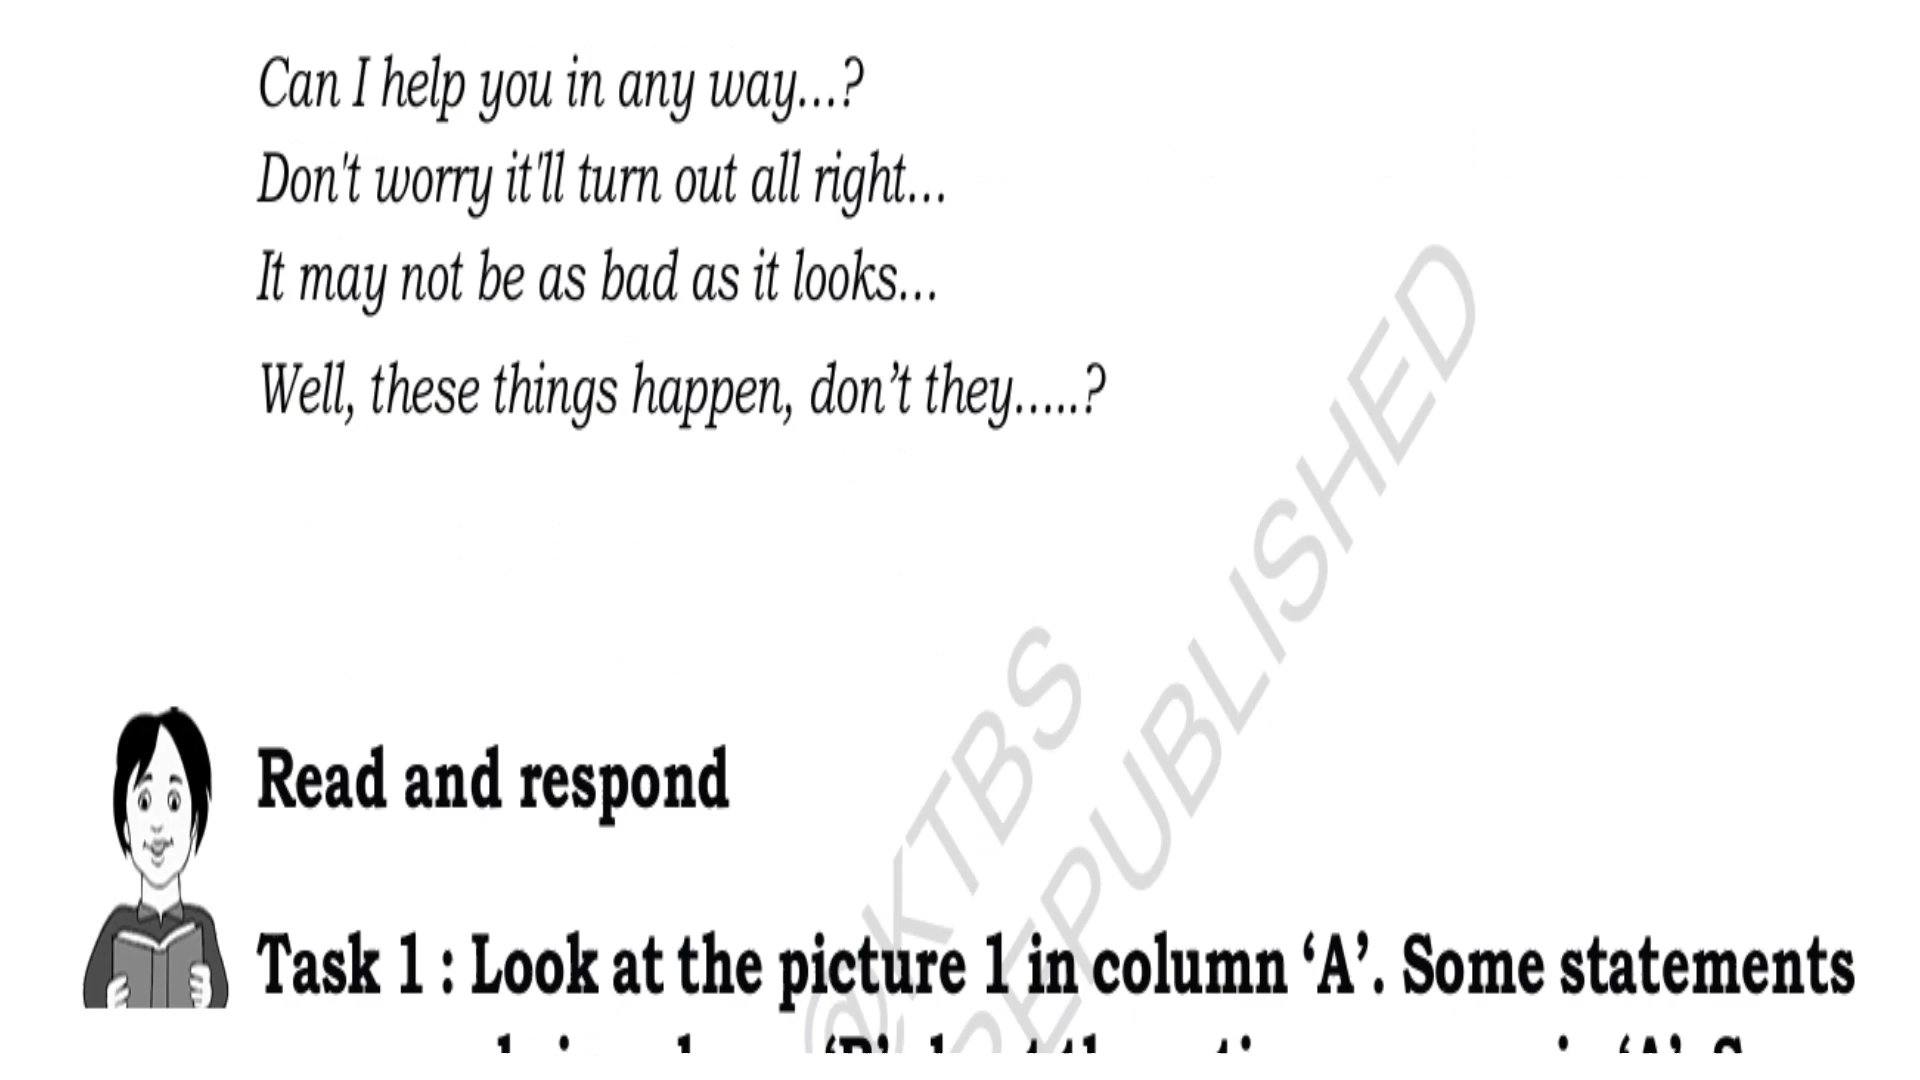 Can I help you in any way...?
Don't worry it'll turn out all right...
It may not be as bad as it looks...
Well, these things happen, don’t they.....?
Read and respond
Task 1 : Look at the picture 1 in column ‘A’. Some statements
@KTBS
REPUBLISHED